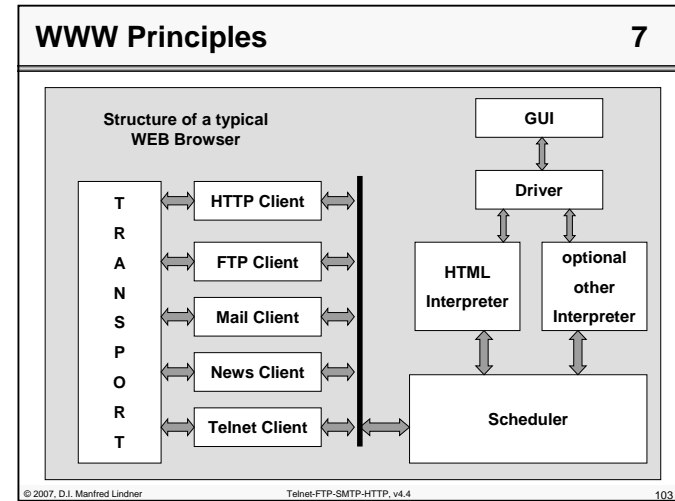 WWW Principles 7
Structure of a typical
WEB Browser
T
R
A
N
S
P
O
R
T
HTTP Client
FTP Client
Mail Client
News Client
Telnet Client
GUI
Driver
HTML
Interpreter
optional
other
Interpreter
Scheduler
© 2007, D.I. Manfred Lindner
Telnet-FTP-SMTP-HTTP, v4.4
103